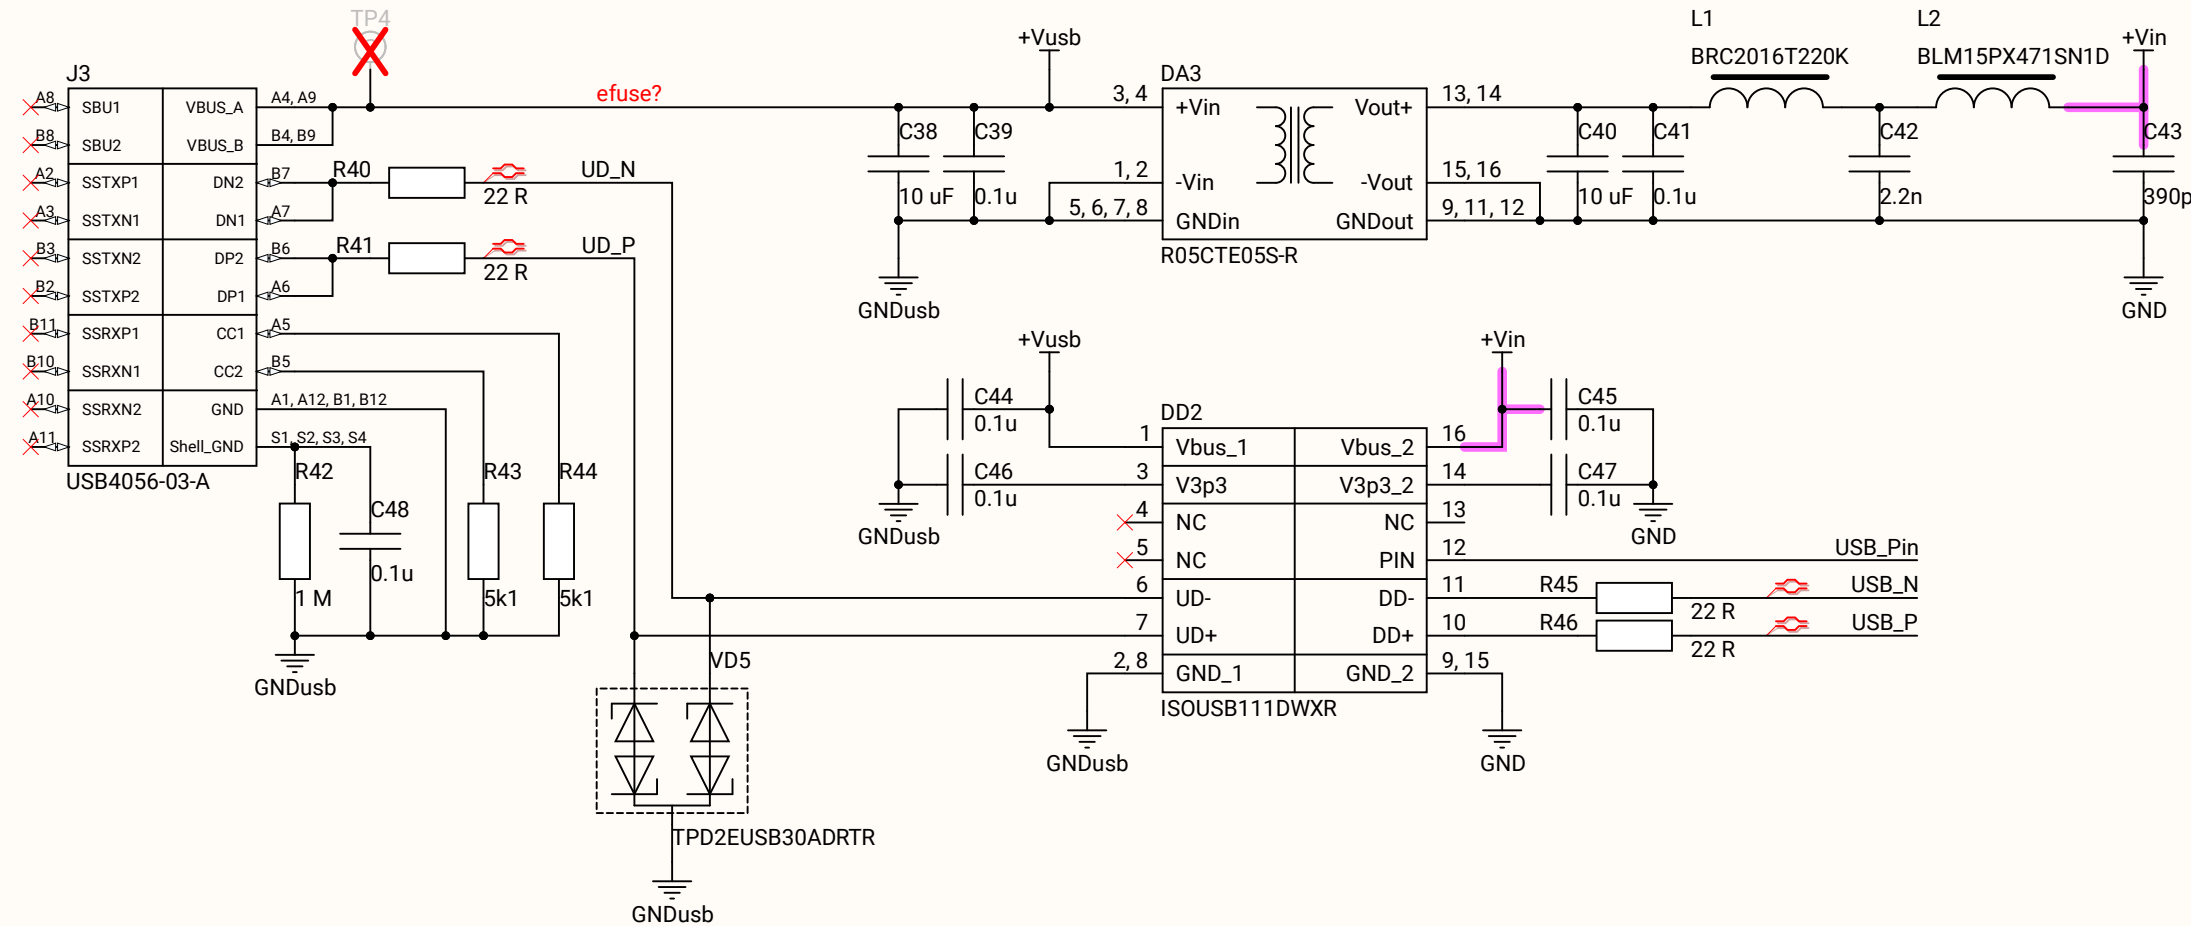 TP4
J3
A8 SBU1 VBUS_A A4, A9
B8 SBU2 VBUS_B B4, B9
A2 SSTXP1 DN2 B7
A3 SSTXN1 DN1 A7
B3 SSTXN2 DP2 B6
B2 SSTXP2 DP1 A6
B11 SSRXP1 CC1 A5
B10 SSRXN1 CC2 B5
A10 SSRXN2 GND A1, A12, B1, B12
A11 SSRXP2 Shell_GND S1, S2, S3, S4
USB4056-03-A
R40
22 R
UD_N
R41
22 R
UD_P
efuse?
R42
1 M
C48
0.1u
R43
5k1
R44
5k1
GNDusb
VD5
TPD2EUSB30ADRTR
GNDusb
+Vusb
C38
10 uF
C39
0.1u
GNDusb
DA3
3, 4 +Vin Vout+ 13, 14
1, 2 -Vin -Vout 15, 16
5, 6, 7, 8 GNDin GNDout 9, 11, 12
R05CTE05S-R
C40
10 uF
C41
0.1u
L1
BRC2016T220K
C42
2.2n
L2
BLM15PX471SN1D
+Vin
C43
390p
GND
+Vusb
C44
0.1u
C46
0.1u
GNDusb
DD2
1 Vbus_1 Vbus_2 16
3 V3p3 V3p3_2 14
4 NC NC 13
5 NC PIN 12
6 UD- DD- 11
7 UD+ DD+ 10
2, 8 GND_1 GND_2 9, 15
ISOUSB111DWXR
GNDusb
GND
+Vin
C45
0.1u
C47
0.1u
GND
USB_Pin
R45
22 R
USB_N
R46
22 R
USB_P